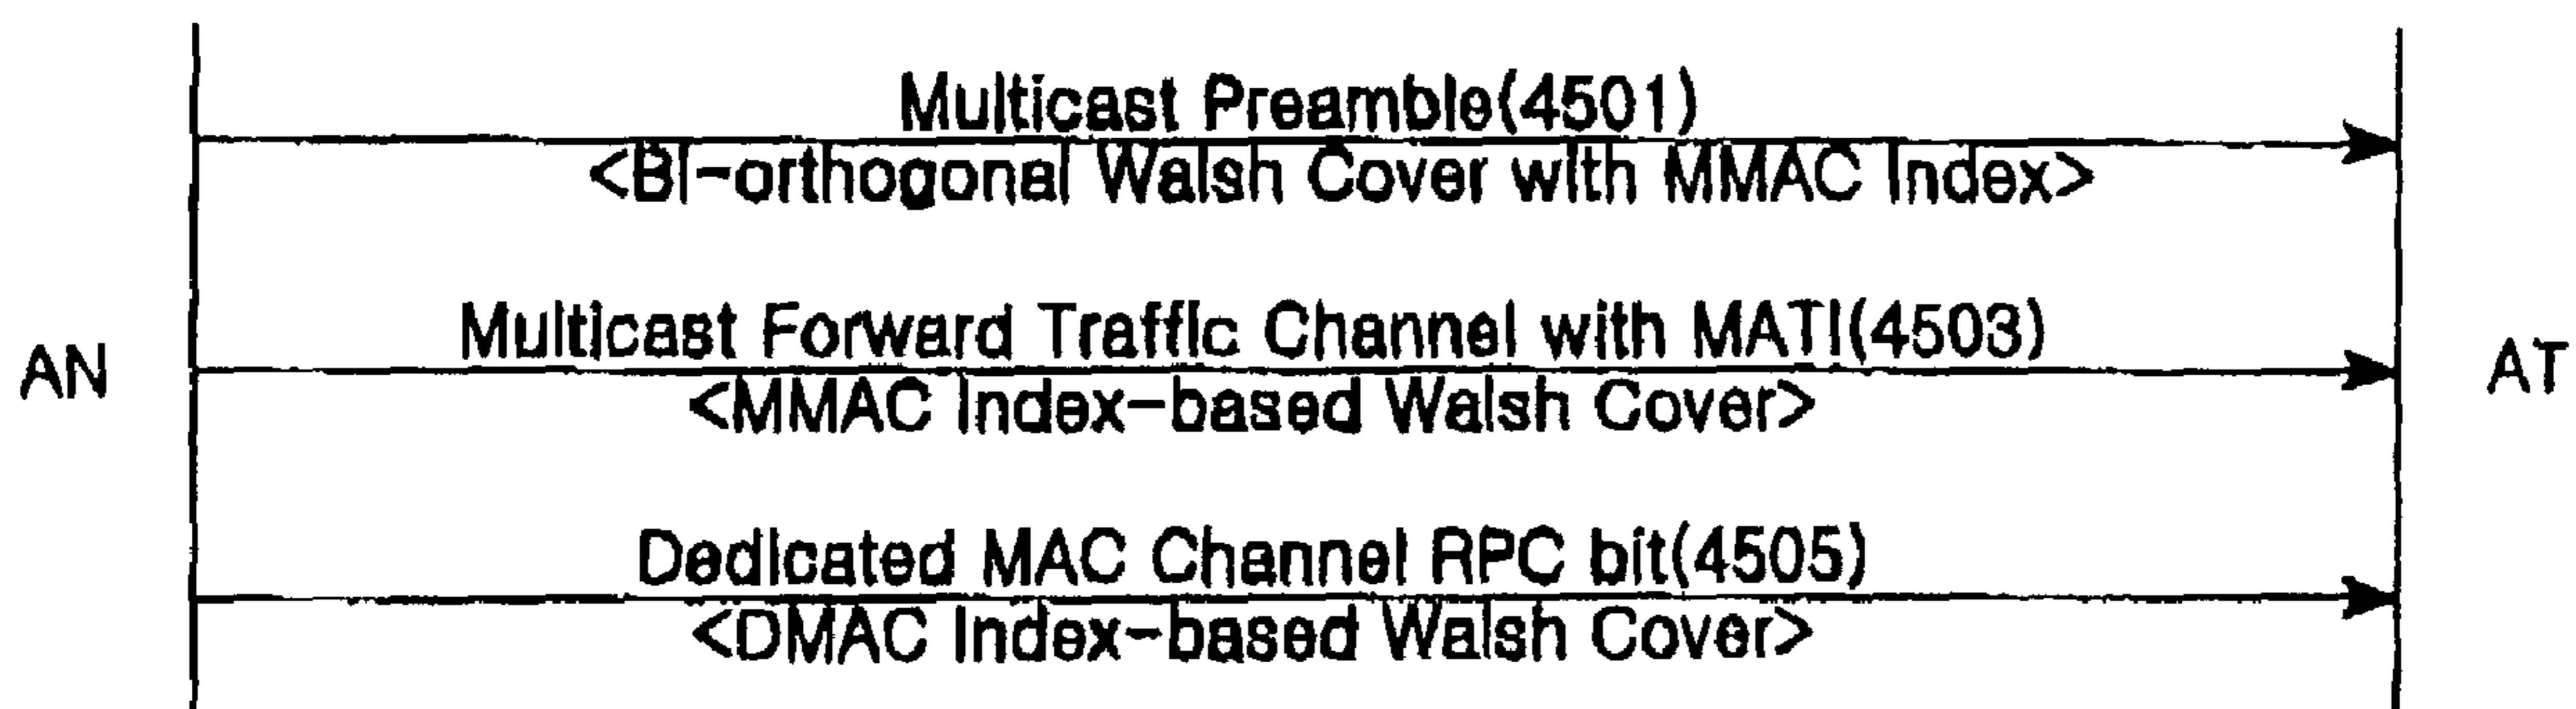 Multicast Preamble(4501)
<Bi-orthogonal Walsh Cover with MMAC Index>
Multicast Forward Traffic Channel with MATI(4503)
AN
AT
<MMAC Index-based Walsh Cover>
Dedicated MAC Channel RPC bit(4505)
<DMAC Index-based Walsh Cover>